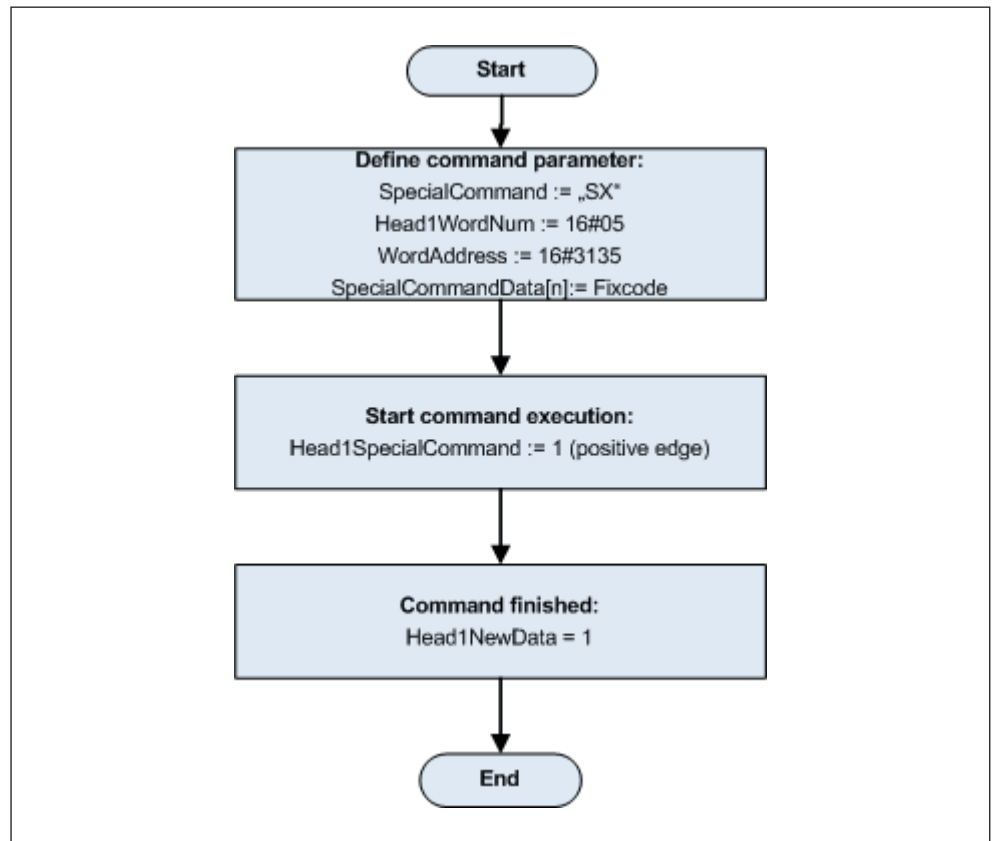 Start
Define command parameter:
SpecialCommand := „SX“
Head1WordNum := 16#05
WordAddress := 16#3135
SpecialCommandData[n]:= Fixcode
Start command execution:
Head1SpecialCommand := 1 (positive edge)
Command finished:
Head1NewData = 1
End